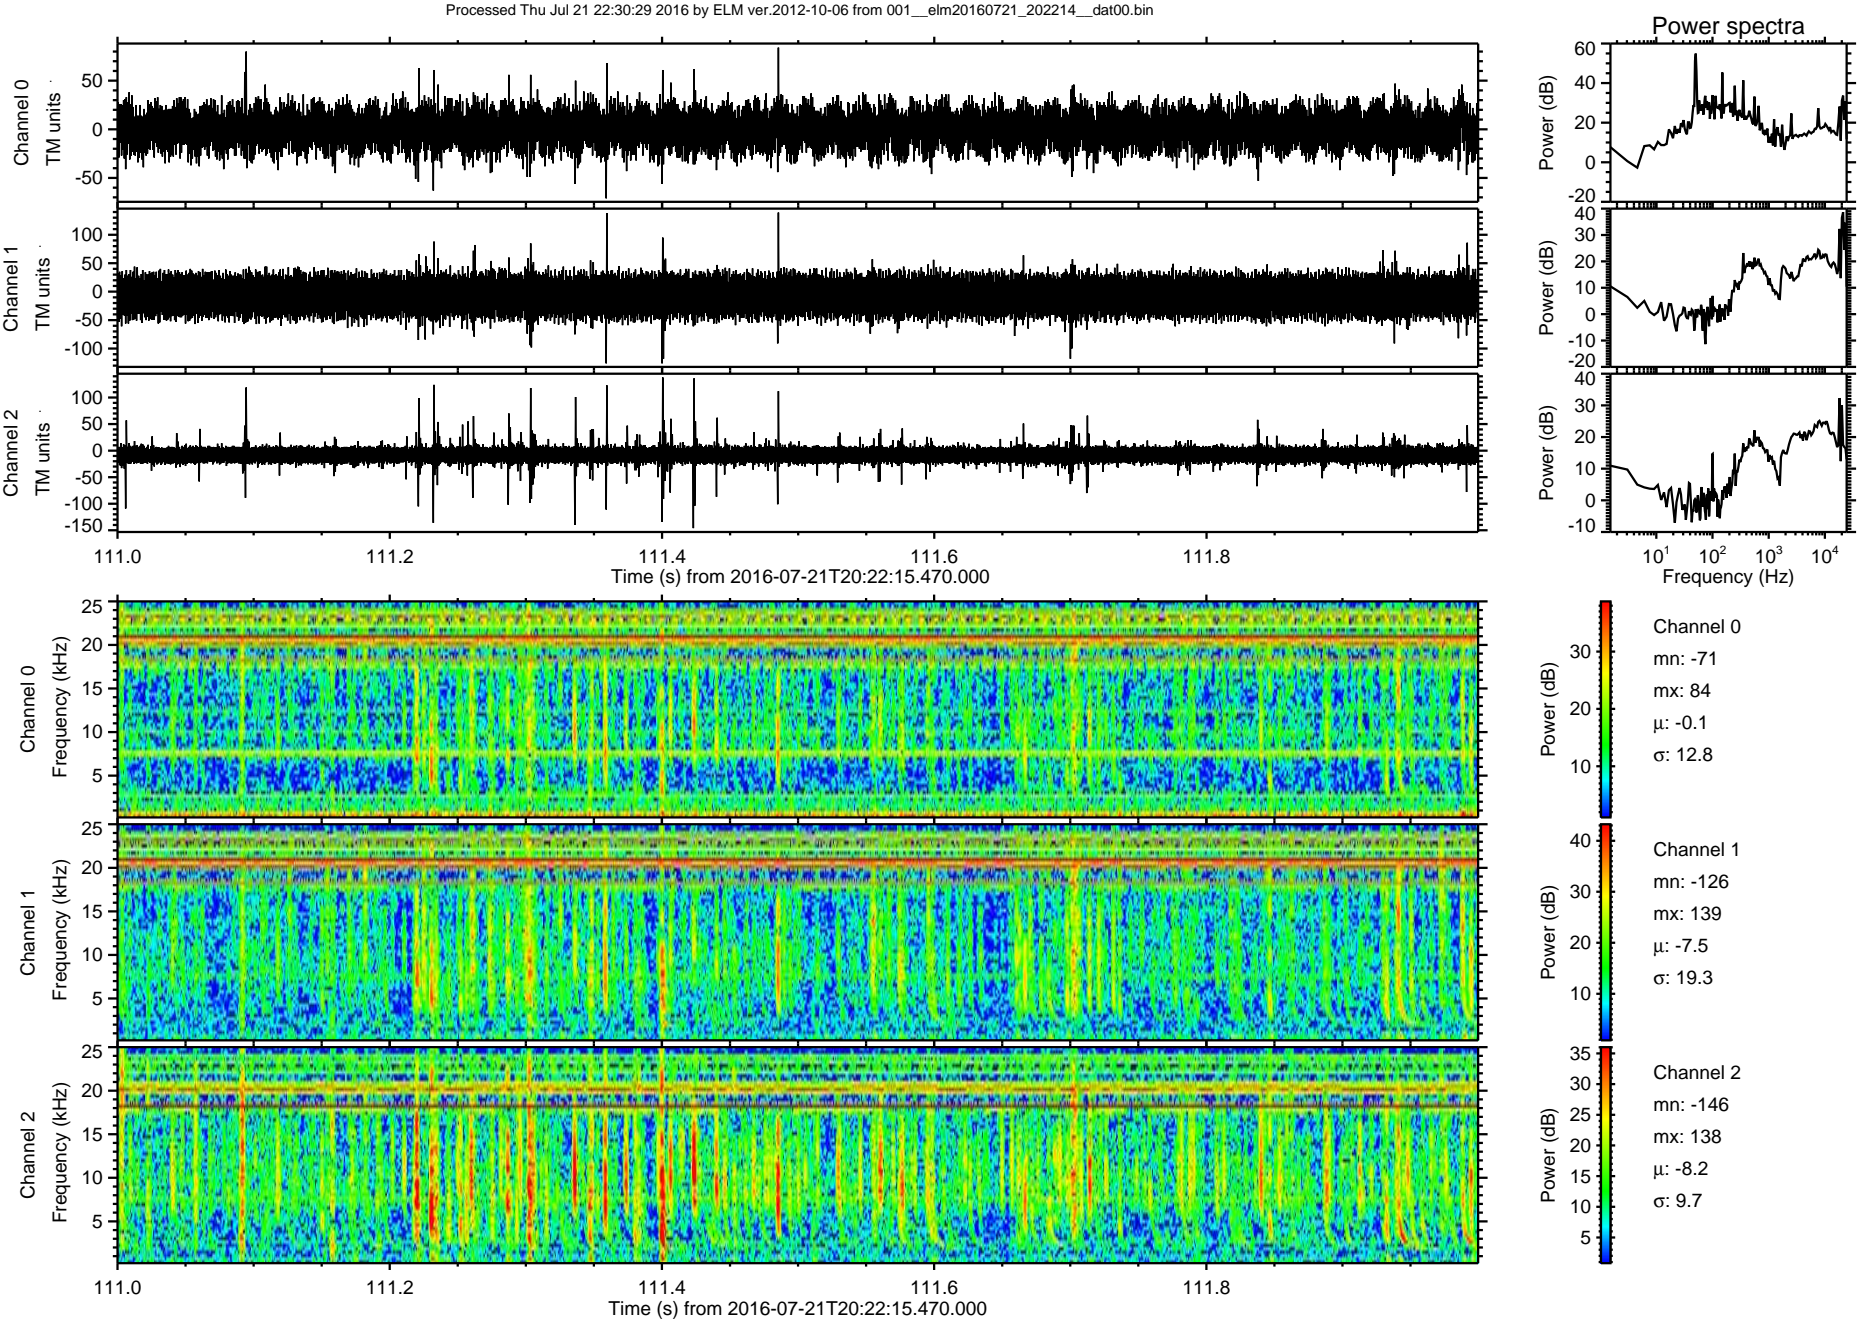 Processed Thu Jul 21 22:30:29 2016 by ELM ver.2012-10-06 from 001__elm20160721_202214__dat00.bin
Power spectra
Channel 0
TM units
50
0
-50
Power (dB)
60
40
20
0
-20
Channel 1
TM units
100
50
0
-50
-100
Power (dB)
40
30
20
10
0
-10
-20
Channel 2
TM units
100
50
0
-50
-100
-150
Power (dB)
40
30
20
10
0
-10
111.0 111.2 111.4 111.6 111.8
Time (s) from 2016-07-21T20:22:15.470.000
10¹ 10² 10³ 10⁴
Frequency (Hz)
Channel 0
Frequency (kHz)
25
20
15
10
5
Power (dB)
30
20
10
Channel 0
mn: -71
mx: 84
μ: -0.1
σ: 12.8
Channel 1
Frequency (kHz)
25
20
15
10
5
Power (dB)
40
30
20
10
Channel 1
mn: -126
mx: 139
μ: -7.5
σ: 19.3
Channel 2
Frequency (kHz)
25
20
15
10
5
Power (dB)
35
30
25
20
15
10
5
Channel 2
mn: -146
mx: 138
μ: -8.2
σ: 9.7
111.0 111.2 111.4 111.6 111.8
Time (s) from 2016-07-21T20:22:15.470.000